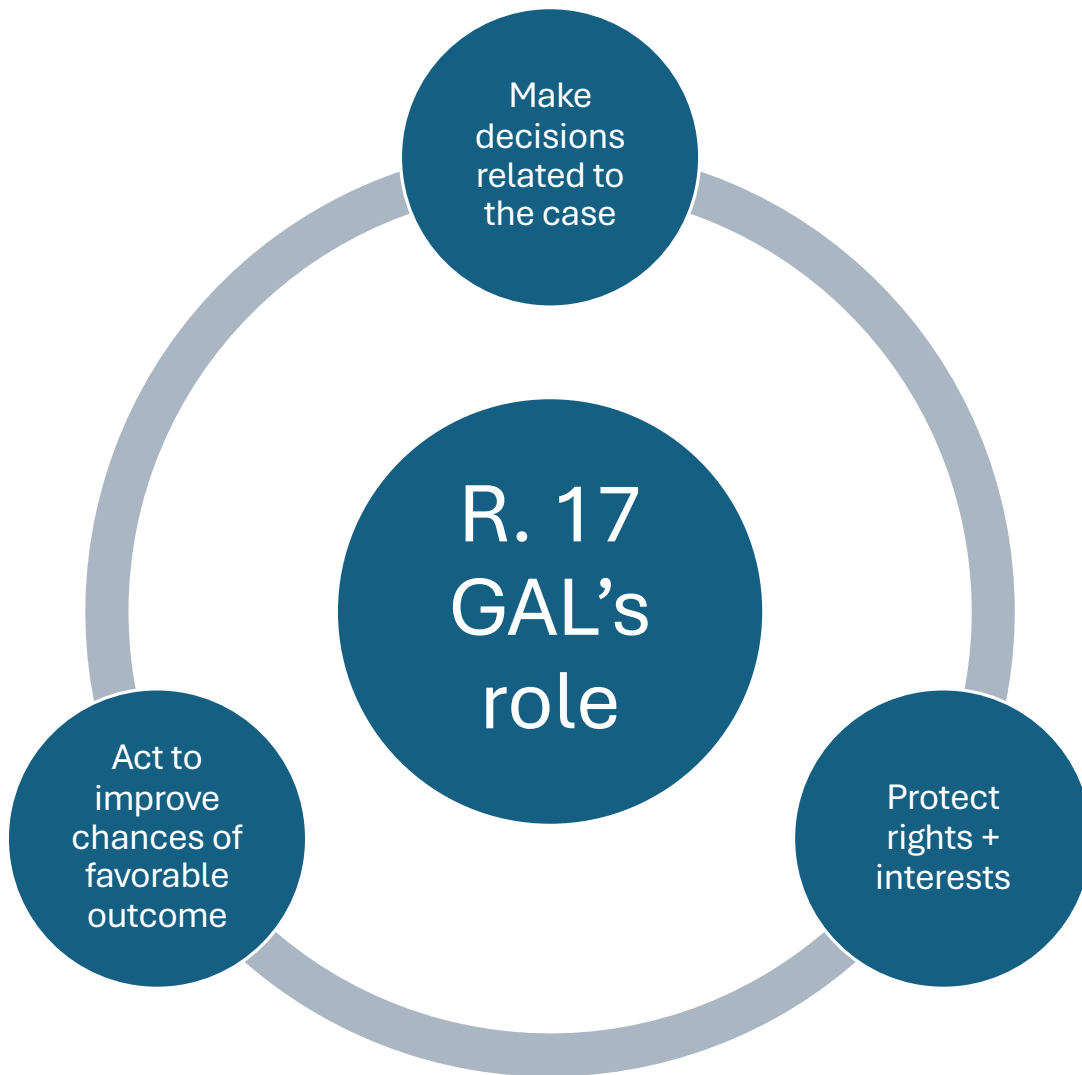 Make
decisions
related to
the case
R. 17
GAL’s
role
Act to
improve
chances of
favorable
outcome
Protect
rights +
interests